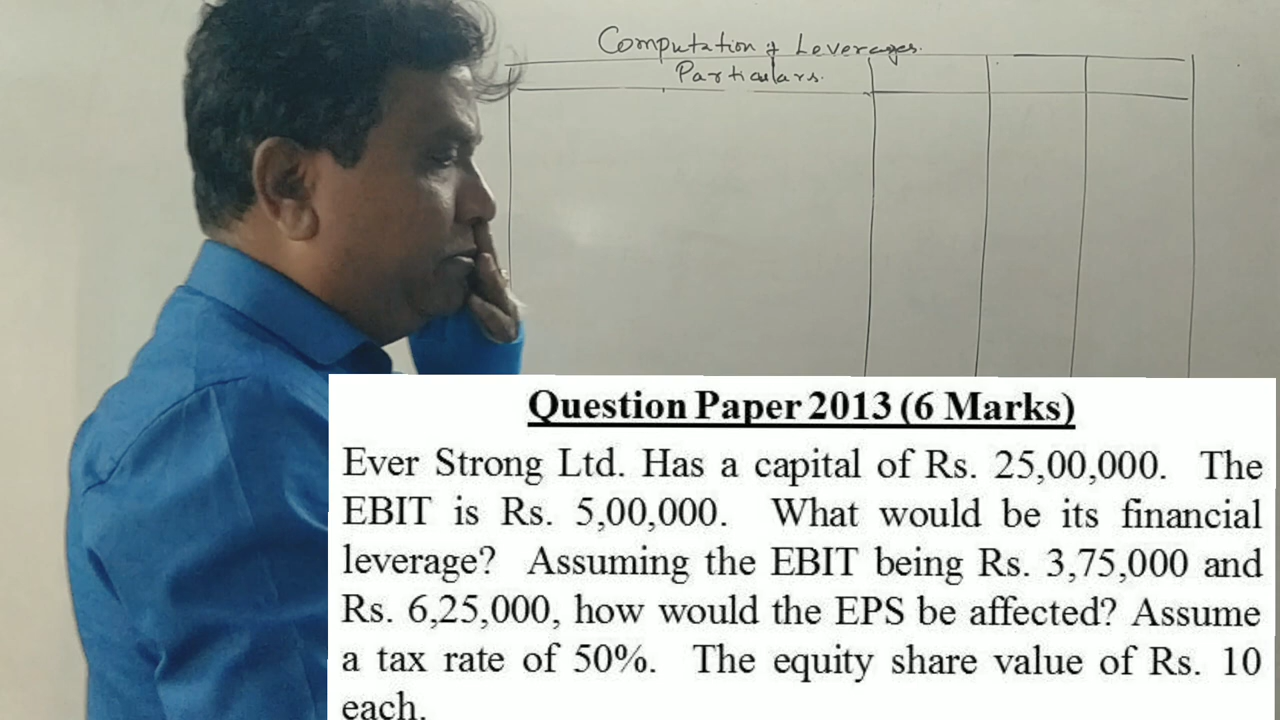 Computation of Leverages.
Particulars.
Question Paper 2013 (6 Marks)
Ever Strong Ltd. Has a capital of Rs. 25,00,000. The
EBIT is Rs. 5,00,000. What would be its financial
leverage? Assuming the EBIT being Rs. 3,75,000 and
Rs. 6,25,000, how would the EPS be affected? Assume
a tax rate of 50%. The equity share value of Rs. 10
each.